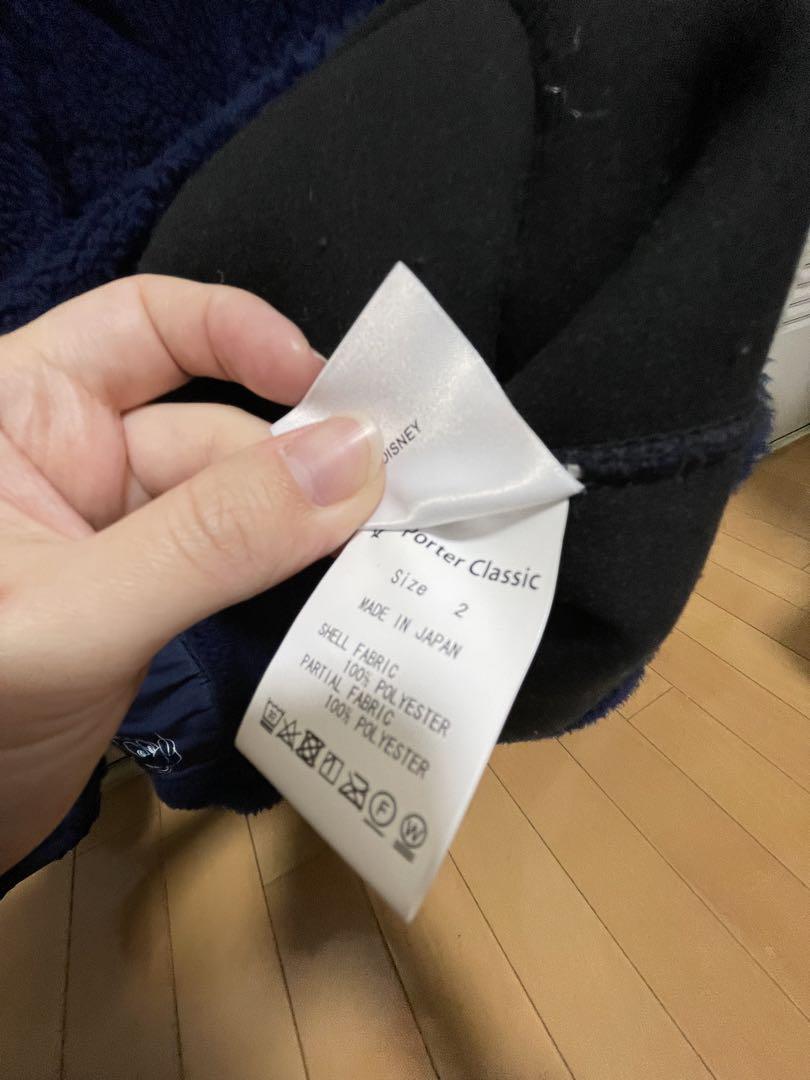 DISNEY
Porter Classic
Size 2
MADE IN JAPAN
SHELL FABRIC
100% POLYESTER
PARTIAL FABRIC
100% POLYESTER
F W